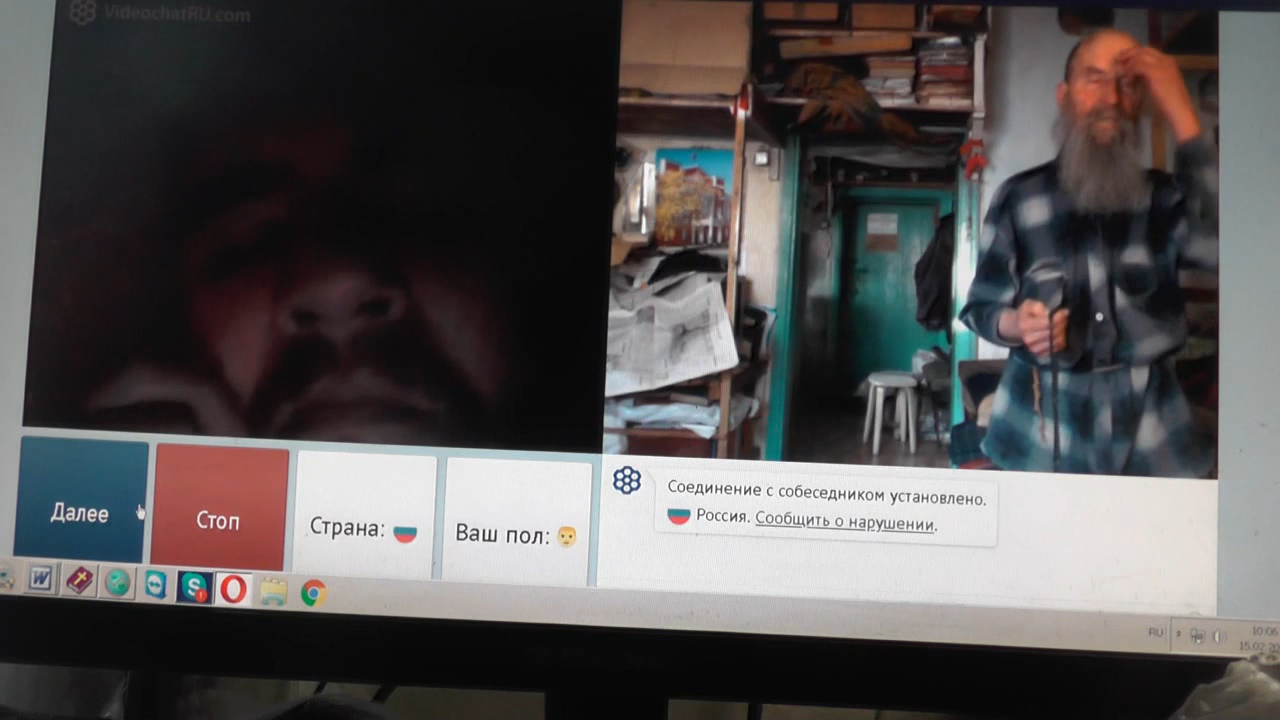 VideochatRU.com
Соединение с собеседником установлено.
Россия. Сообщить о нарушении.
Далее
Стоп
Страна:
Ваш пол:
RU
10:06